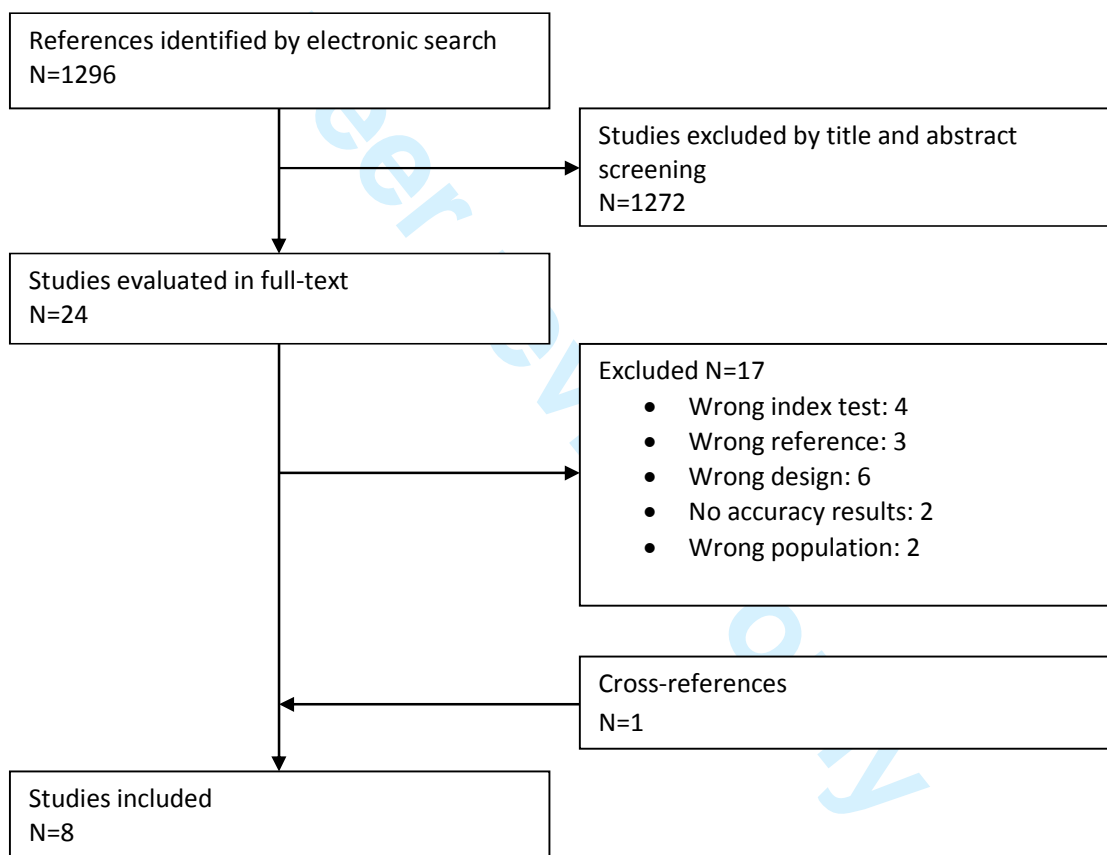 References identified by electronic search
N=1296
Studies excluded by title and abstract
screening
N=1272
Studies evaluated in full-text
N=24
Excluded N=17
• Wrong index test: 4
• Wrong reference: 3
• Wrong design: 6
• No accuracy results: 2
• Wrong population: 2
Cross-references
N=1
Studies included
N=8